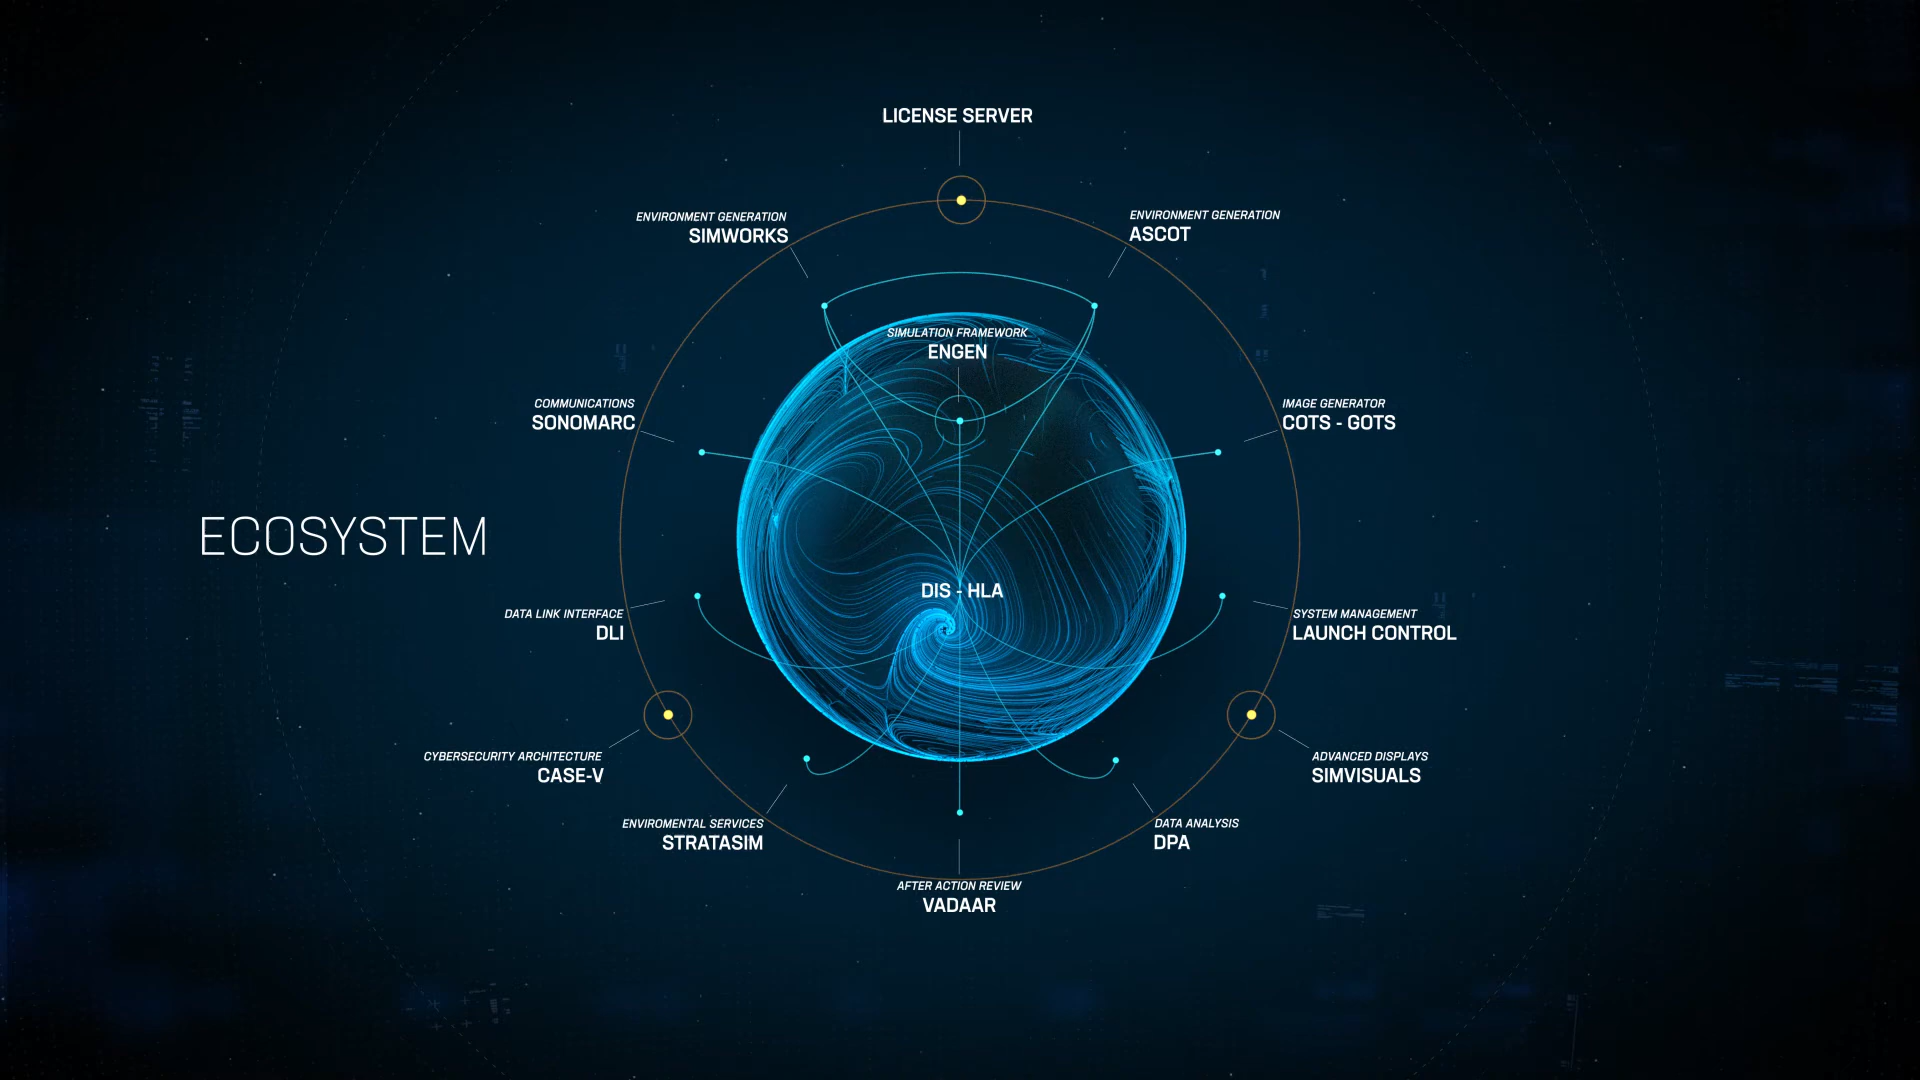 LICENSE SERVER
ENVIRONMENT GENERATION
SIMWORKS
ENVIRONMENT GENERATION
ASCOT
SIMULATION FRAMEWORK
ENGEN
COMMUNICATIONS
SONOMARC
IMAGE GENERATOR
COTS - GOTS
ECOSYSTEM
DIS - HLA
DATA LINK INTERFACE
DLI
SYSTEM MANAGEMENT
LAUNCH CONTROL
CYBERSECURITY ARCHITECTURE
CASE-V
ADVANCED DISPLAYS
SIMVISUALS
ENVIROMENTAL SERVICES
STRATASIM
DATA ANALYSIS
DPA
AFTER ACTION REVIEW
VADAAR